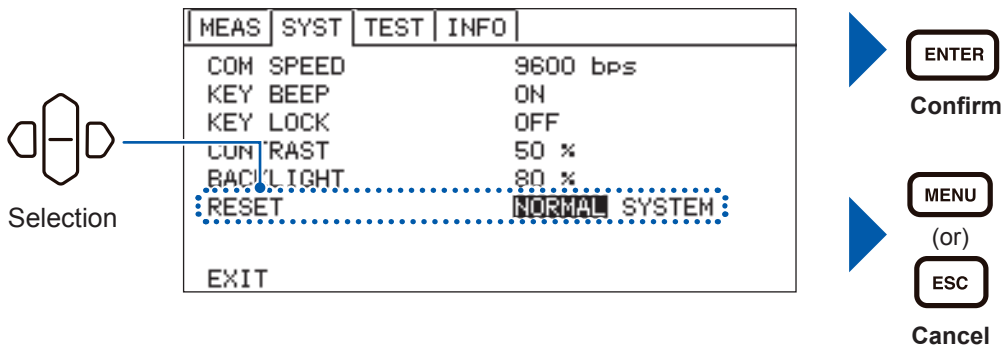 MEAS SYST TEST INFO
COM SPEED 9600 bps
KEY BEEP ON
KEY LOCK OFF
CONTRAST 50 %
BACKLIGHT 80 %
RESET NORMAL SYSTEM
EXIT
Selection
ENTER
Confirm
MENU
(or)
ESC
Cancel